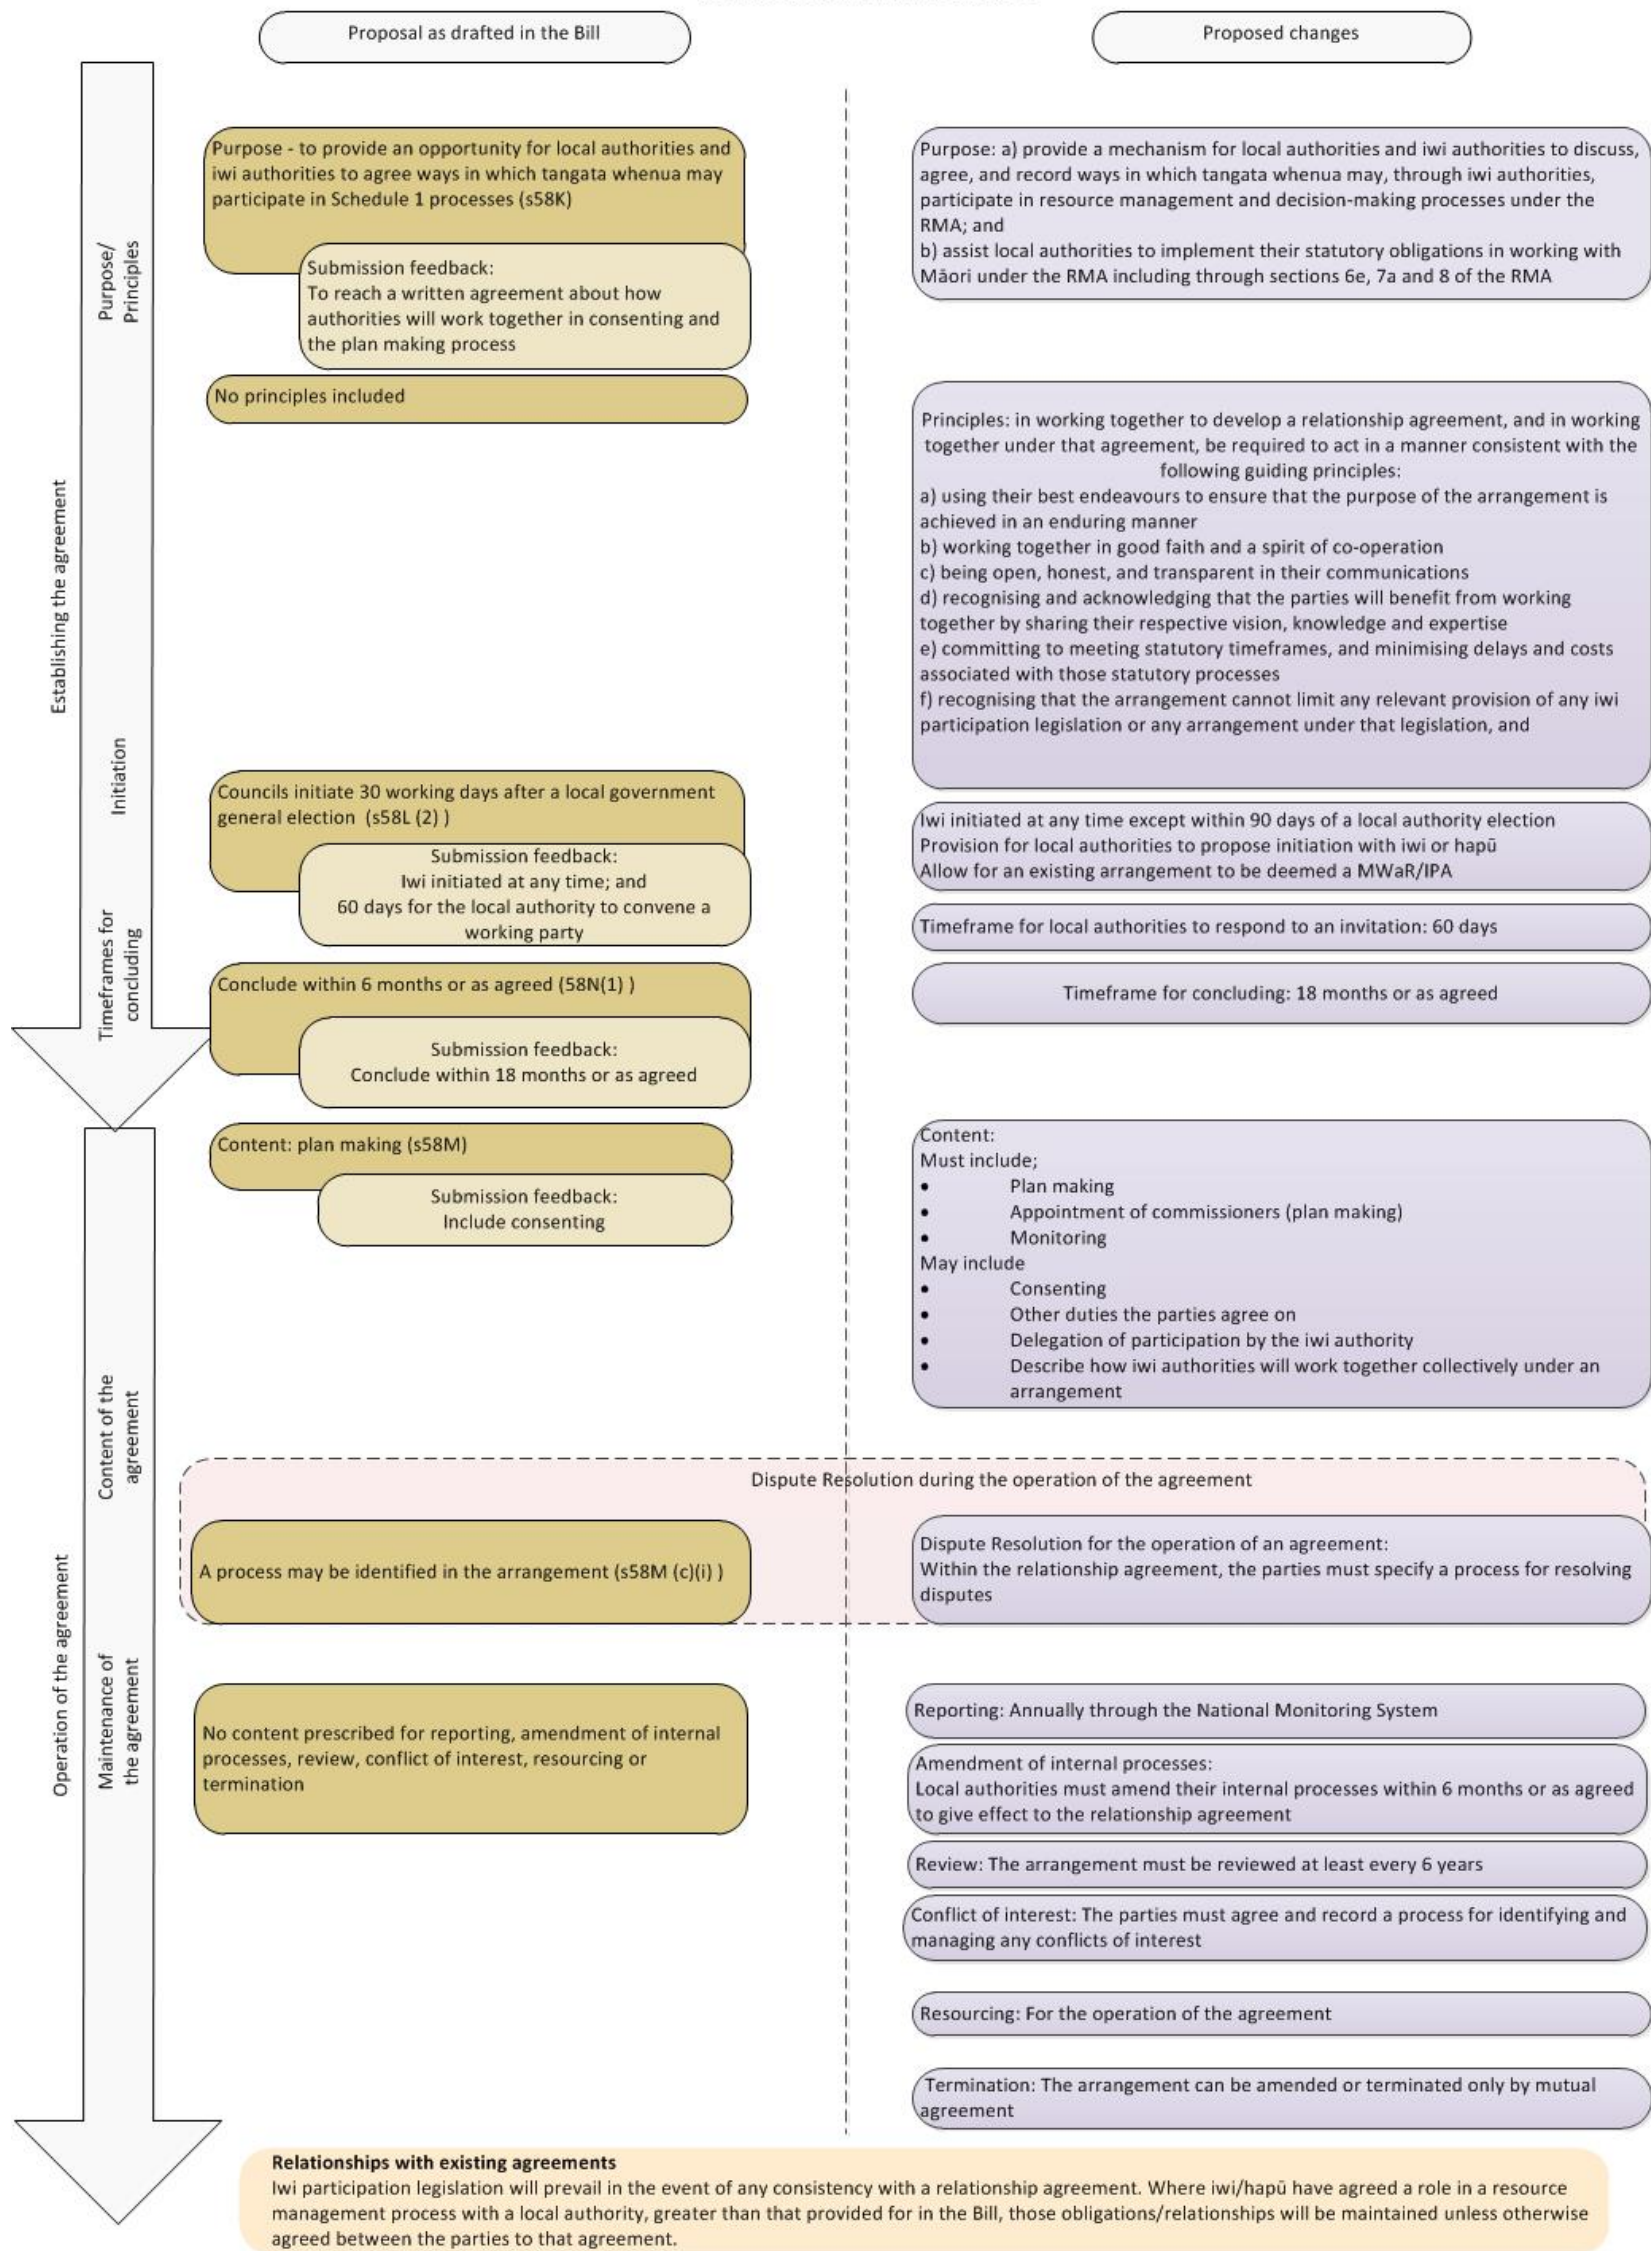 Proposal as drafted in the Bill
Proposed changes
Establishing the agreement
Purpose/
Principles
Purpose - to provide an opportunity for local authorities and
iwi authorities to agree ways in which tangata whenua may
participate in Schedule 1 processes (s58K)
Submission feedback:
To reach a written agreement about how
authorities will work together in consenting and
the plan making process
No principles included
Purpose: a) provide a mechanism for local authorities and iwi authorities to discuss,
agree, and record ways in which tangata whenua may, through iwi authorities,
participate in resource management and decision-making processes under the
RMA; and
b) assist local authorities to implement their statutory obligations in working with
Māori under the RMA including through sections 6e, 7a and 8 of the RMA
Principles: in working together to develop a relationship agreement, and in working
together under that agreement, be required to act in a manner consistent with the
following guiding principles:
a) using their best endeavours to ensure that the purpose of the arrangement is
achieved in an enduring manner
b) working together in good faith and a spirit of co-operation
c) being open, honest, and transparent in their communications
d) recognising and acknowledging that the parties will benefit from working
together by sharing their respective vision, knowledge and expertise
e) committing to meeting statutory timeframes, and minimising delays and costs
associated with those statutory processes
f) recognising that the arrangement cannot limit any relevant provision of any iwi
participation legislation or any arrangement under that legislation, and
Initiation
Councils initiate 30 working days after a local government
general election (s58L (2) )
Submission feedback:
Iwi initiated at any time; and
60 days for the local authority to convene a
working party
Iwi initiated at any time except within 90 days of a local authority election
Provision for local authorities to propose initiation with iwi or hapū
Allow for an existing arrangement to be deemed a MWaR/IPA
Timeframe for local authorities to respond to an invitation: 60 days
Timeframes for
concluding
Conclude within 6 months or as agreed (58N(1) )
Submission feedback:
Conclude within 18 months or as agreed
Timeframe for concluding: 18 months or as agreed
Operation of the agreement
Content of the
agreement
Content: plan making (s58M)
Submission feedback:
Include consenting
Content:
Must include;
• Plan making
• Appointment of commissioners (plan making)
• Monitoring
May include
• Consenting
• Other duties the parties agree on
• Delegation of participation by the iwi authority
• Describe how iwi authorities will work together collectively under an
arrangement
Dispute Resolution during the operation of the agreement
A process may be identified in the arrangement (s58M (c)(i) )
Dispute Resolution for the operation of an agreement:
Within the relationship agreement, the parties must specify a process for resolving
disputes
Maintenance of
the agreement
No content prescribed for reporting, amendment of internal
processes, review, conflict of interest, resourcing or
termination
Reporting: Annually through the National Monitoring System
Amendment of internal processes:
Local authorities must amend their internal processes within 6 months or as agreed
to give effect to the relationship agreement
Review: The arrangement must be reviewed at least every 6 years
Conflict of interest: The parties must agree and record a process for identifying and
managing any conflicts of interest
Resourcing: For the operation of the agreement
Termination: The arrangement can be amended or terminated only by mutual
agreement
Relationships with existing agreements
Iwi participation legislation will prevail in the event of any consistency with a relationship agreement. Where iwi/hapū have agreed a role in a resource
management process with a local authority, greater than that provided for in the Bill, those obligations/relationships will be maintained unless otherwise
agreed between the parties to that agreement.